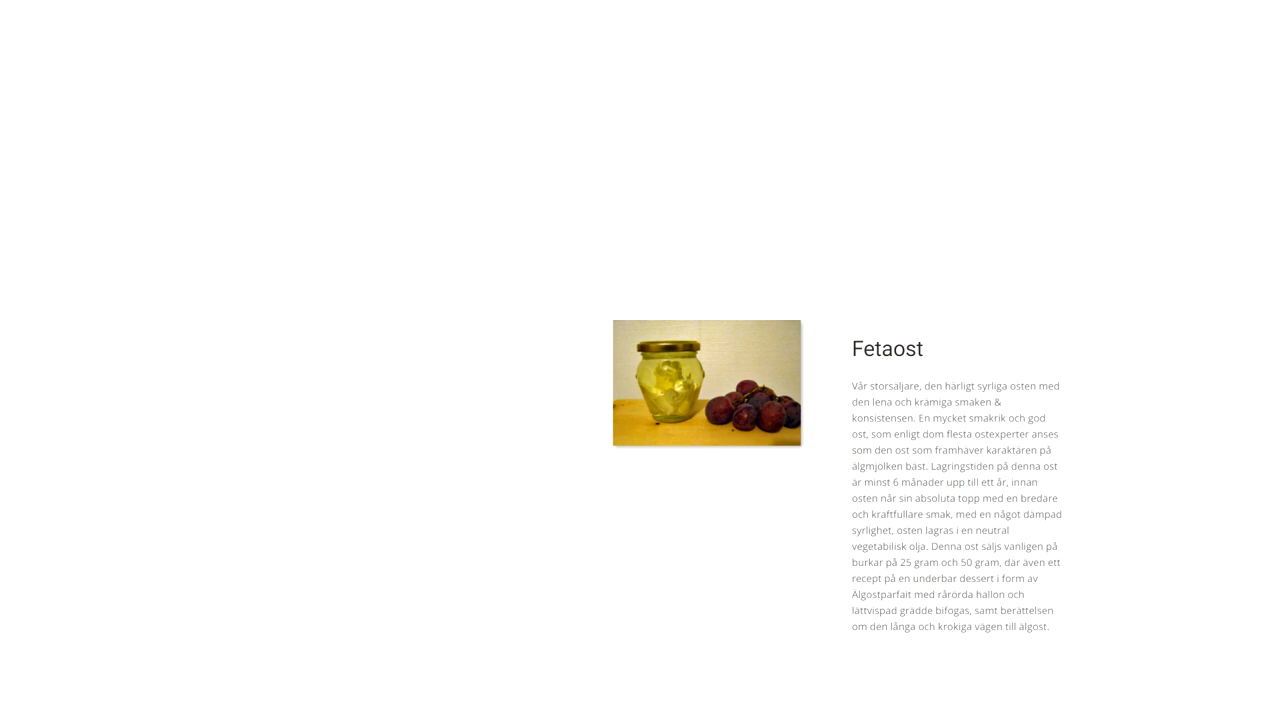 Fetaost
Vår storsäljare, den härligt syrliga osten med
den lena och krämiga smaken &
konsistensen. En mycket smakrik och god
ost, som enligt dom flesta ostexperter anses
som den ost som framhäver karaktären på
älgmjölken bäst. Lagringstiden på denna ost
är minst 6 månader upp till ett år, innan
osten når sin absoluta topp med en bredare
och kraftfullare smak, med en något dämpad
syrlighet, osten lagras i en neutral
vegetabilisk olja. Denna ost säljs vanligen på
burkar på 25 gram och 50 gram, där även ett
recept på en underbar dessert i form av
Älgostparfait med rårörda hallon och
lättvispad grädde bifogas, samt berättelsen
om den långa och krokiga vägen till älgost.